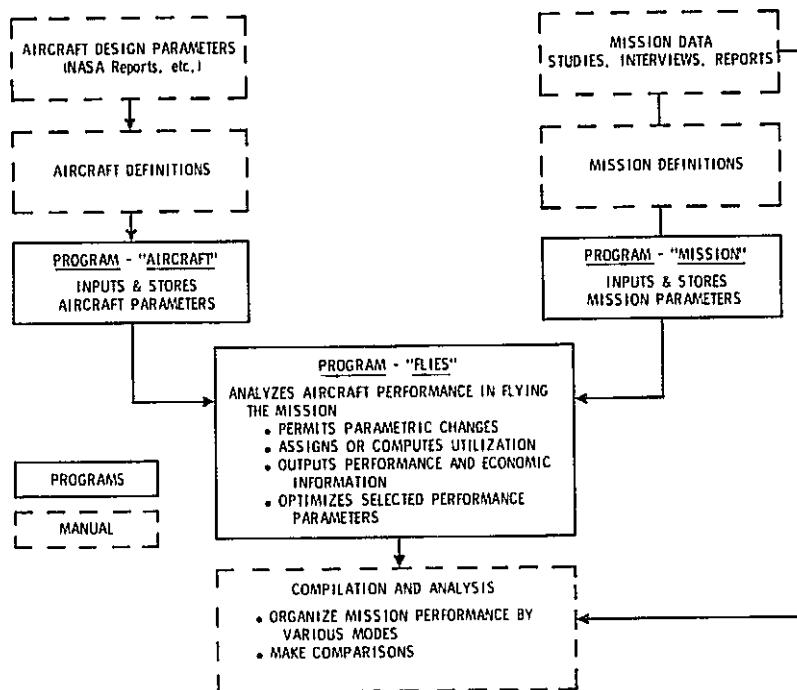 AIRCRAFT DESIGN PARAMETERS
(NASA Reports, etc,)
MISSION DATA
STUDIES, INTERVIEWS, REPORTS
AIRCRAFT DEFINITIONS
MISSION DEFINITIONS
PROGRAM - "AIRCRAFT"
INPUTS & STORES
AIRCRAFT PARAMETERS
PROGRAM - "MISSION"
INPUTS & STORES
MISSION PARAMETERS
PROGRAM - "FLIES"
ANALYZES AIRCRAFT PERFORMANCE IN FLYING
THE MISSION
• PERMITS PARAMETRIC CHANGES
• ASSIGNS OR COMPUTES UTILIZATION
• OUTPUTS PERFORMANCE AND ECONOMIC
INFORMATION
• OPTIMIZES SELECTED PERFORMANCE
PARAMETERS
PROGRAMS
MANUAL
COMPILATION AND ANALYSIS
• ORGANIZE MISSION PERFORMANCE BY
VARIOUS MODES
• MAKE COMPARISONS